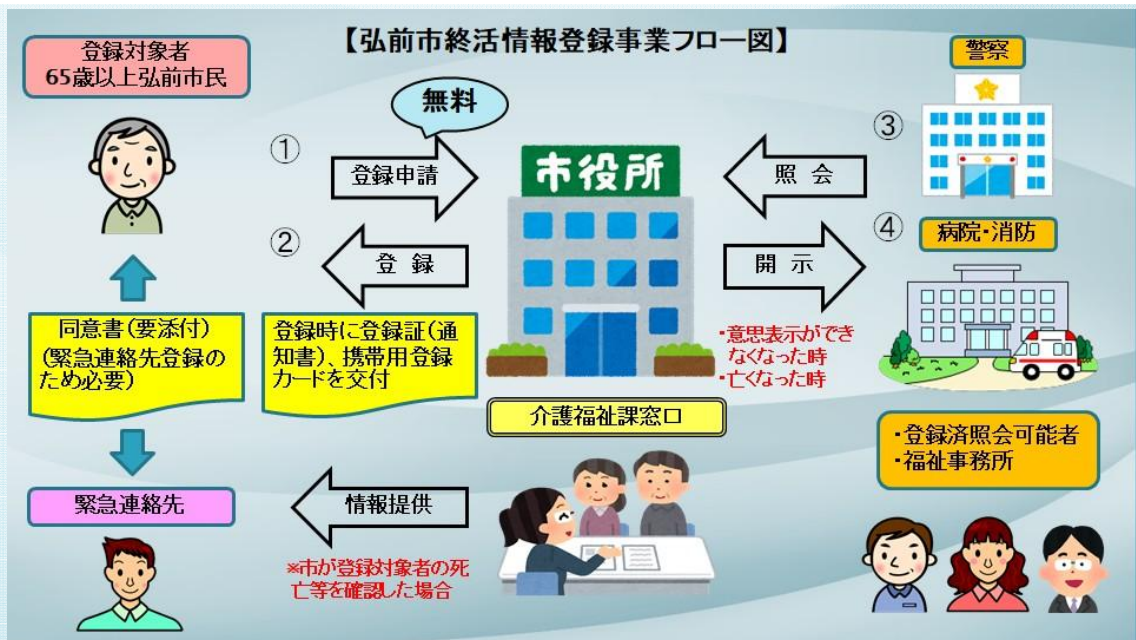 【弘前市終活情報登録事業フロー図】
登録対象者
65歳以上弘前市民
無料
①
登録申請
②
登 録
市役所
③
照 会
警察
④
開 示
病院・消防
・意思表示ができ
なくなった時
・亡くなった時
同意書(要添付)
(緊急連絡先登録の
ため必要)
登録時に登録証(通
知書)、携帯用登録
カードを交付
介護福祉課窓口
・登録済照会可能者
・福祉事務所
緊急連絡先
情報提供
※市が登録対象者の死
亡等を確認した場合